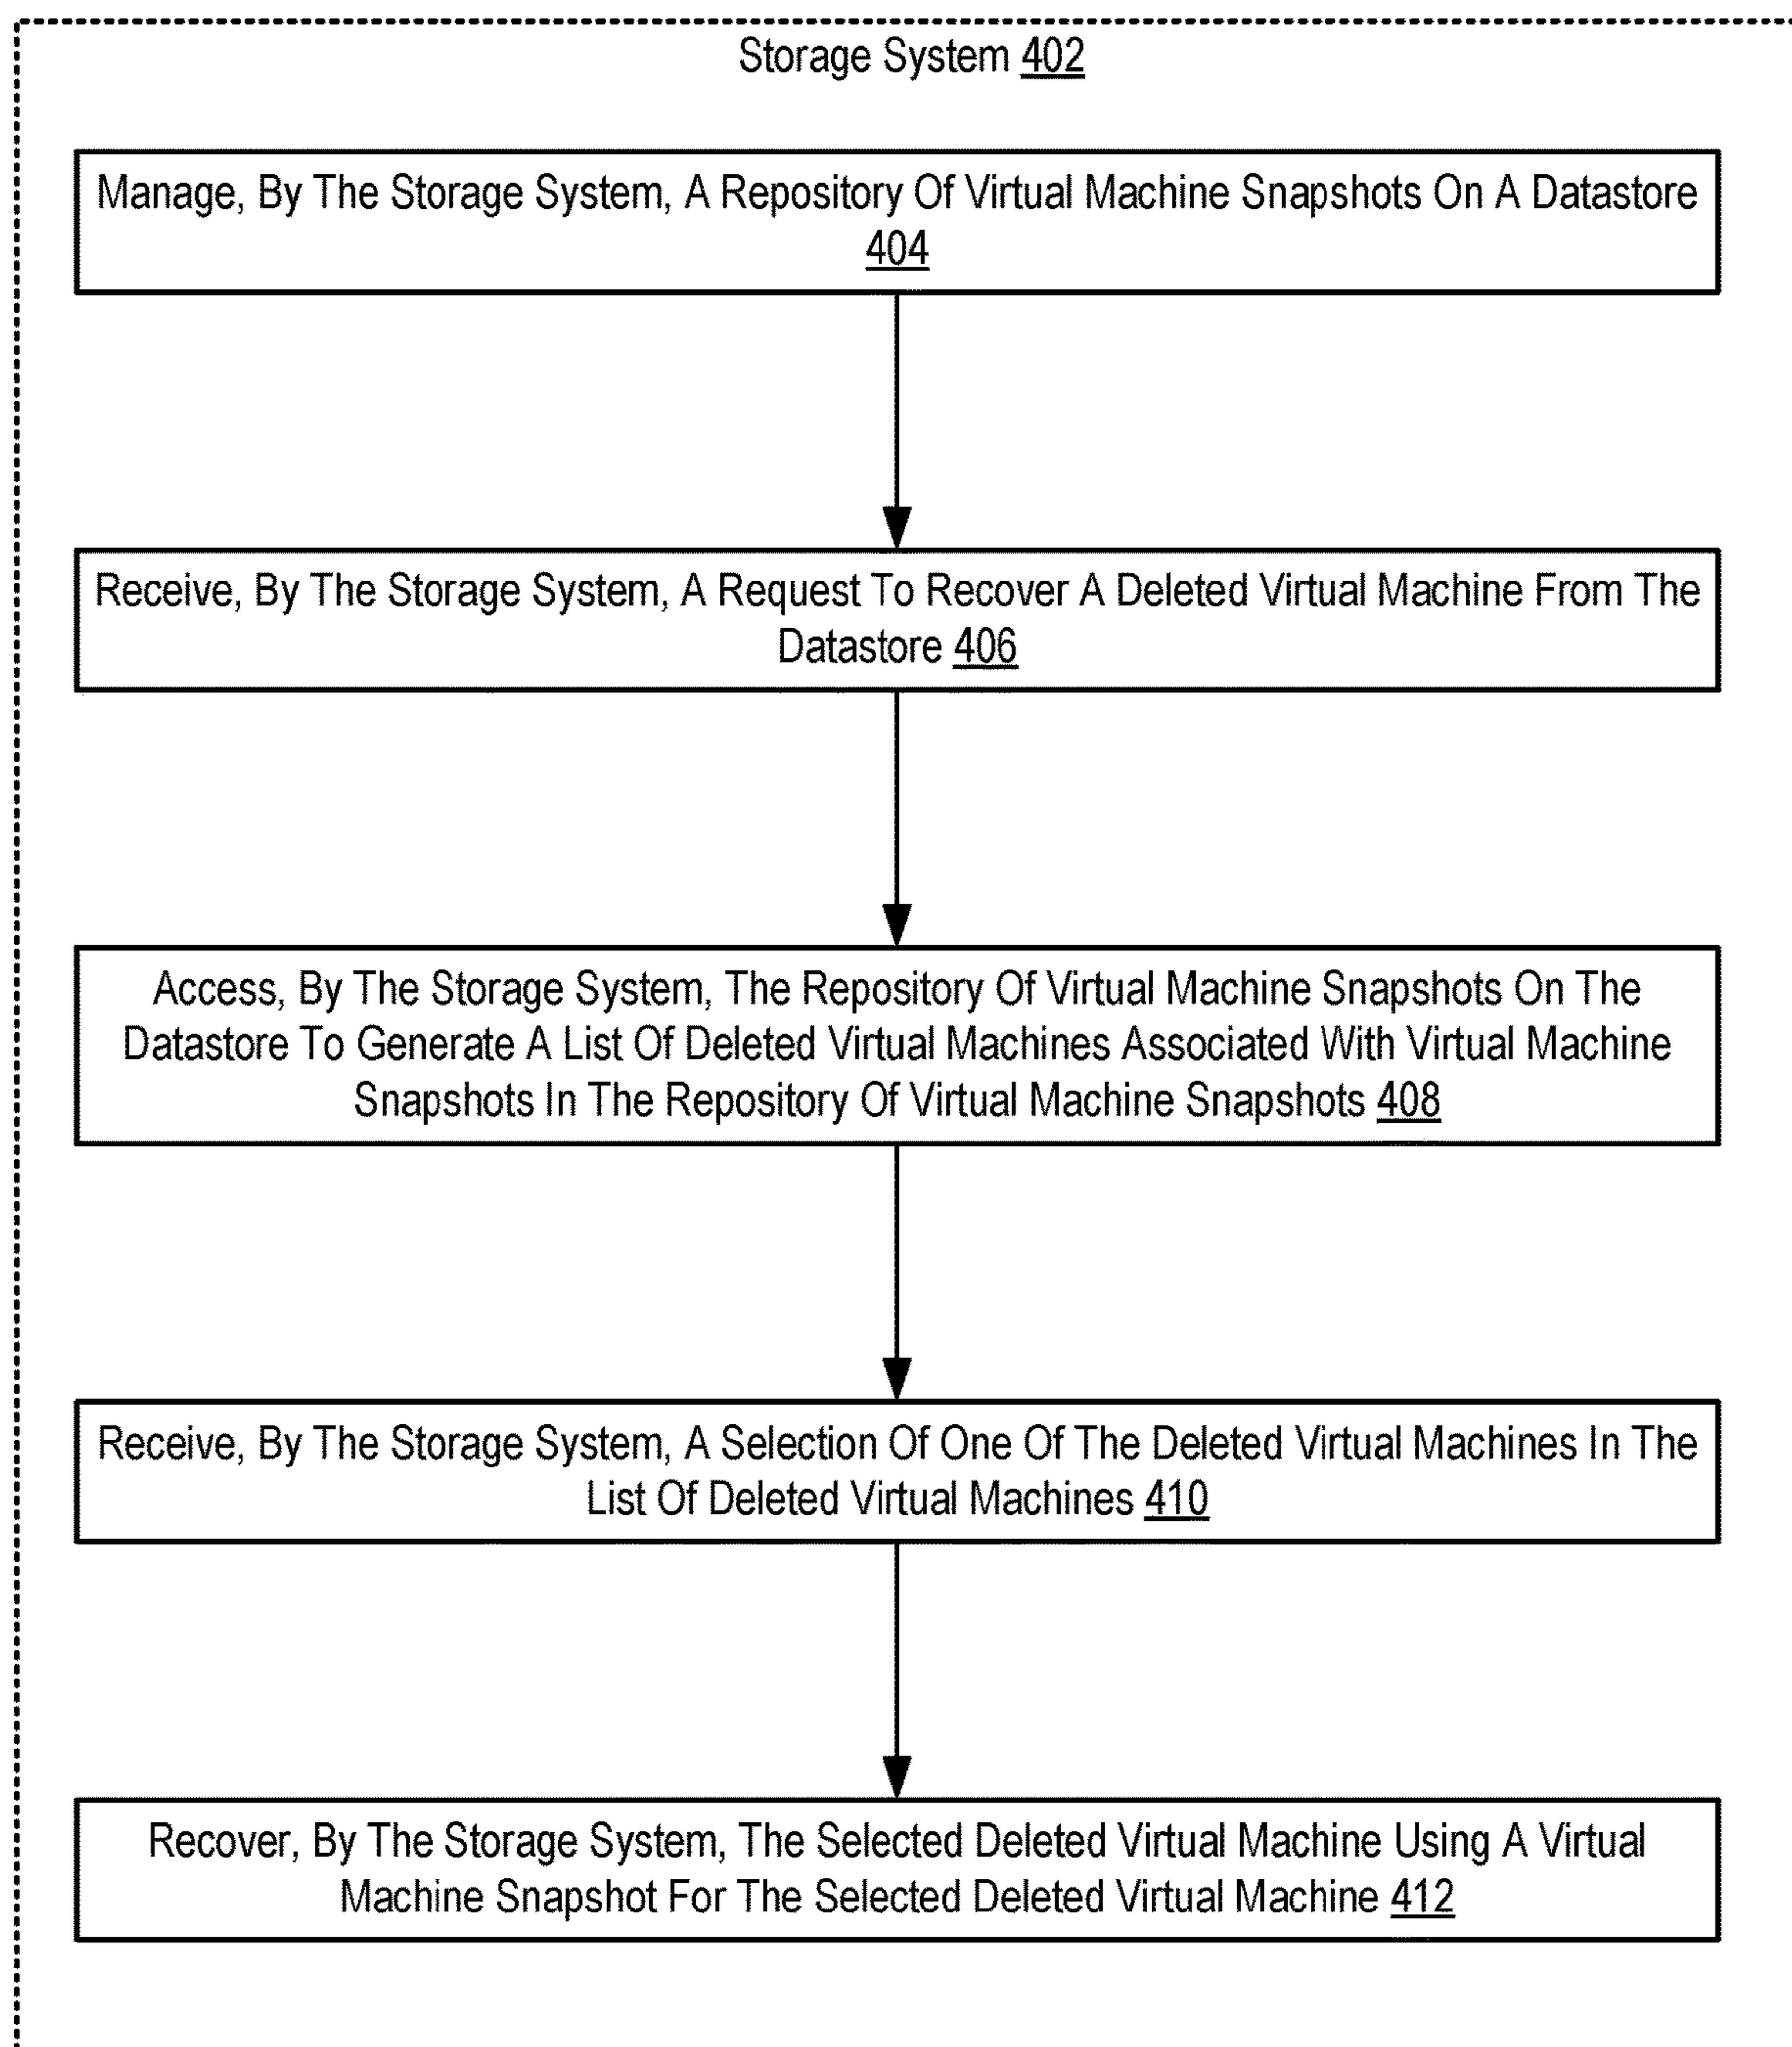 Storage System 402
Manage, By The Storage System, A Repository Of Virtual Machine Snapshots On A Datastore
404
Receive, By The Storage System, A Request To Recover A Deleted Virtual Machine From The
Datastore 406
Access, By The Storage System, The Repository Of Virtual Machine Snapshots On The
Datastore To Generate A List Of Deleted Virtual Machines Associated With Virtual Machine
Snapshots In The Repository Of Virtual Machine Snapshots 408
Receive, By The Storage System, A Selection Of One Of The Deleted Virtual Machines In The
List Of Deleted Virtual Machines 410
Recover, By The Storage System, The Selected Deleted Virtual Machine Using A Virtual
Machine Snapshot For The Selected Deleted Virtual Machine 412